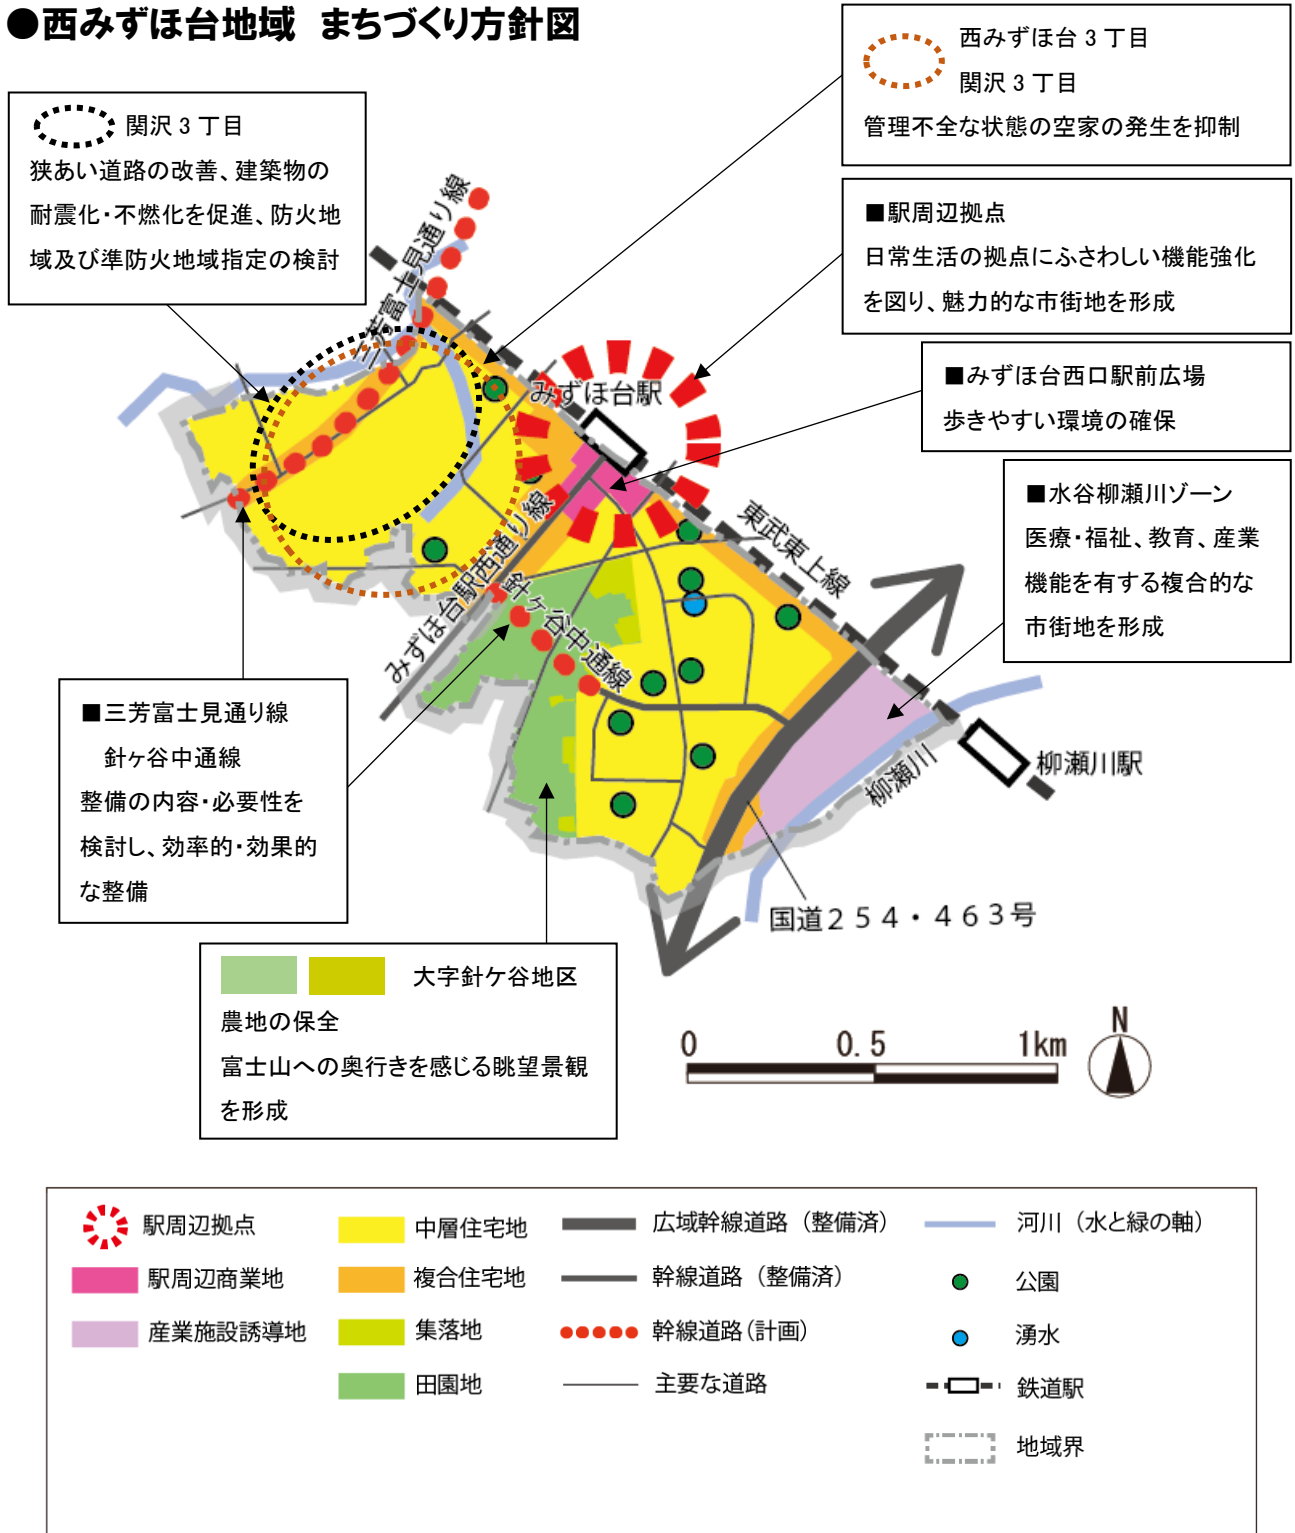 ●西みずほ台地域 まちづくり方針図
西みずほ台３丁目
関沢３丁目
管理不全な状態の空家の発生を抑制
関沢３丁目
狭あい道路の改善、建築物の
耐震化・不燃化を促進、防火地
域及び準防火地域指定の検討
■駅周辺拠点
日常生活の拠点にふさわしい機能強化
を図り、魅力的な市街地を形成
■みずほ台西口駅前広場
歩きやすい環境の確保
■水谷柳瀬川ゾーン
医療・福祉、教育、産業
機能を有する複合的な
市街地を形成
三芳富士見通り線
みずほ台駅
東武東上線
みずほ台駅西通り線
針ヶ谷中通線
柳瀬川
柳瀬川駅
国道２５４・４６３号
■三芳富士見通り線
針ヶ谷中通線
整備の内容・必要性を
検討し、効率的・効果的
な整備
大字針ケ谷地区
農地の保全
富士山への奥行きを感じる眺望景観
を形成
0 0.5 1km
N
駅周辺拠点
駅周辺商業地
産業施設誘導地
中層住宅地
複合住宅地
集落地
田園地
広域幹線道路（整備済）
幹線道路（整備済）
幹線道路（計画）
主要な道路
河川（水と緑の軸）
公園
湧水
鉄道駅
地域界